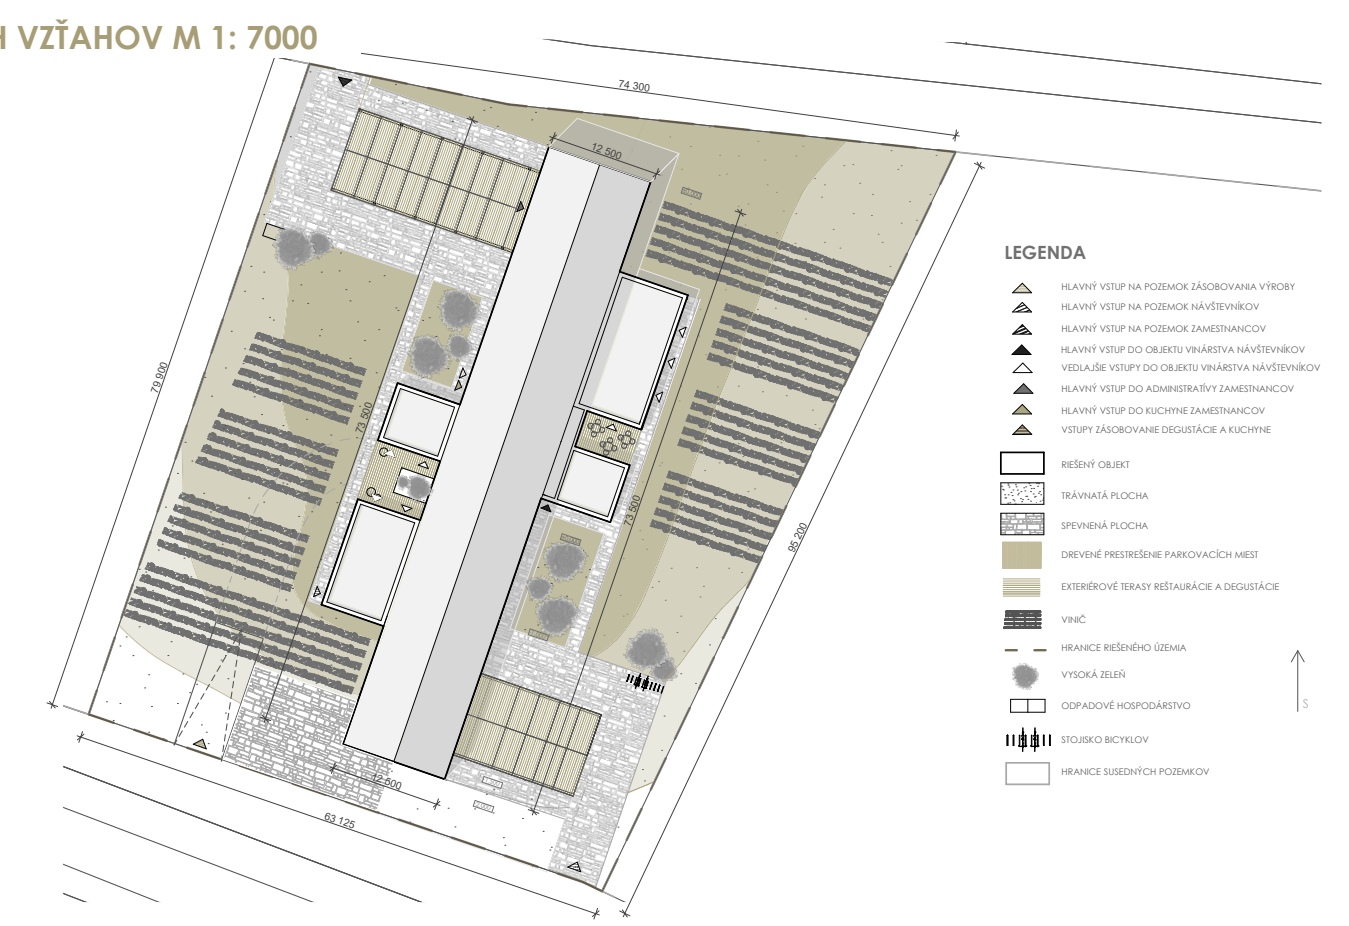 H VZŤAHOV M 1: 7000
74 300
12 500
79 900
73 500
73 500
95 200
12 500
63 125
LEGENDA
HLAVNÝ VSTUP NA POZEMOK ZÁSOBOVANIA VÝROBY
HLAVNÝ VSTUP NA POZEMOK NÁVŠTEVNÍKOV
HLAVNÝ VSTUP NA POZEMOK ZAMESTNANCOV
HLAVNÝ VSTUP DO OBJEKTU VINÁRSTVA NÁVŠTEVNÍKOV
VEDLAJŠIE VSTUPY DO OBJEKTU VINÁRSTVA NÁVŠTEVNÍKOV
HLAVNÝ VSTUP DO ADMINISTRATÍVY ZAMESTNANCOV
HLAVNÝ VSTUP DO KUCHYNE ZAMESTNANCOV
VSTUPY ZÁSOBOVANIE DEGUSTÁCIE A KUCHYNE
RIEŠENÝ OBJEKT
TRÁVNATÁ PLOCHA
SPEVNENÁ PLOCHA
DREVENÉ PRESTREŠENIE PARKOVACÍCH MIEST
EXTERIÉROVÉ TERASY REŠTAURÁCIE A DEGUSTÁCIE
VINIČ
HRANICE RIEŠENÉHO ÚZEMIA
VYSOKÁ ZELEŇ
ODPADOVÉ HOSPODÁRSTVO
STOJISKO BICYKLOV
HRANICE SUSEDNÝCH POZEMKOV
S